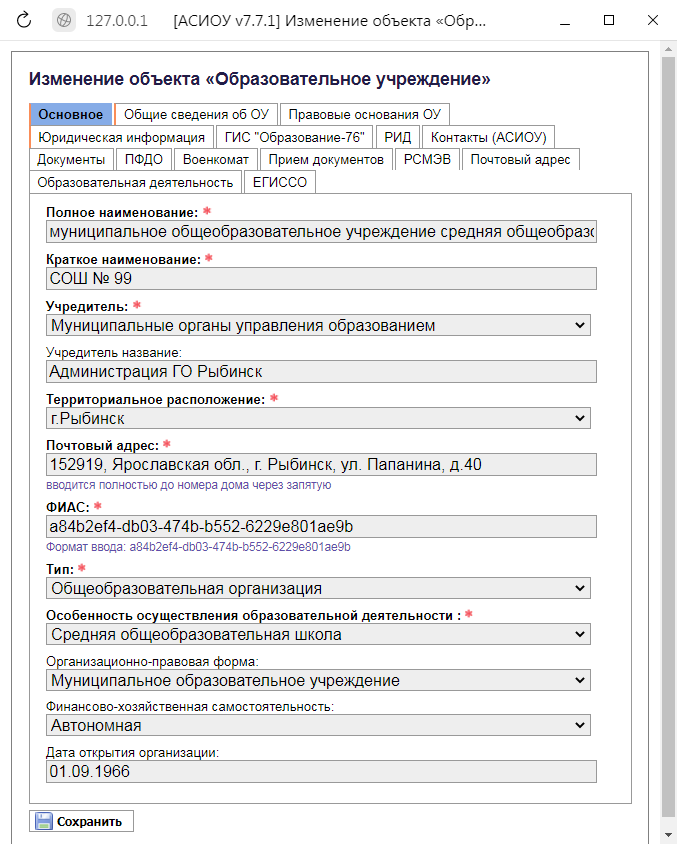 127.0.0.1 [АСИОУ v7.7.1] Изменение объекта «Обр...
Изменение объекта «Образовательное учреждение»
Основное Общие сведения об ОУ Правовые основания ОУ
Юридическая информация ГИС "Образование-76" РИД Контакты (АСИОУ)
Документы ПФДО Военкомат Прием документов РСМЭВ Почтовый адрес
Образовательная деятельность ЕГИССО
Полное наименование: *
муниципальное общеобразовательное учреждение средняя общеобразо
Краткое наименование: *
СОШ № 99
Учредитель: *
Муниципальные органы управления образованием
Учредитель название:
Администрация ГО Рыбинск
Территориальное расположение: *
г.Рыбинск
Почтовый адрес: *
152919, Ярославская обл., г. Рыбинск, ул. Папанина, д.40
вводится полностью до номера дома через запятую
ФИАС: *
a84b2ef4-db03-474b-b552-6229e801ae9b
Формат ввода: a84b2ef4-db03-474b-b552-6229e801ae9b
Тип: *
Общеобразовательная организация
Особенность осуществления образовательной деятельности : *
Средняя общеобразовательная школа
Организационно-правовая форма:
Муниципальное образовательное учреждение
Финансово-хозяйственная самостоятельность:
Автономная
Дата открытия организации:
01.09.1966
Сохранить